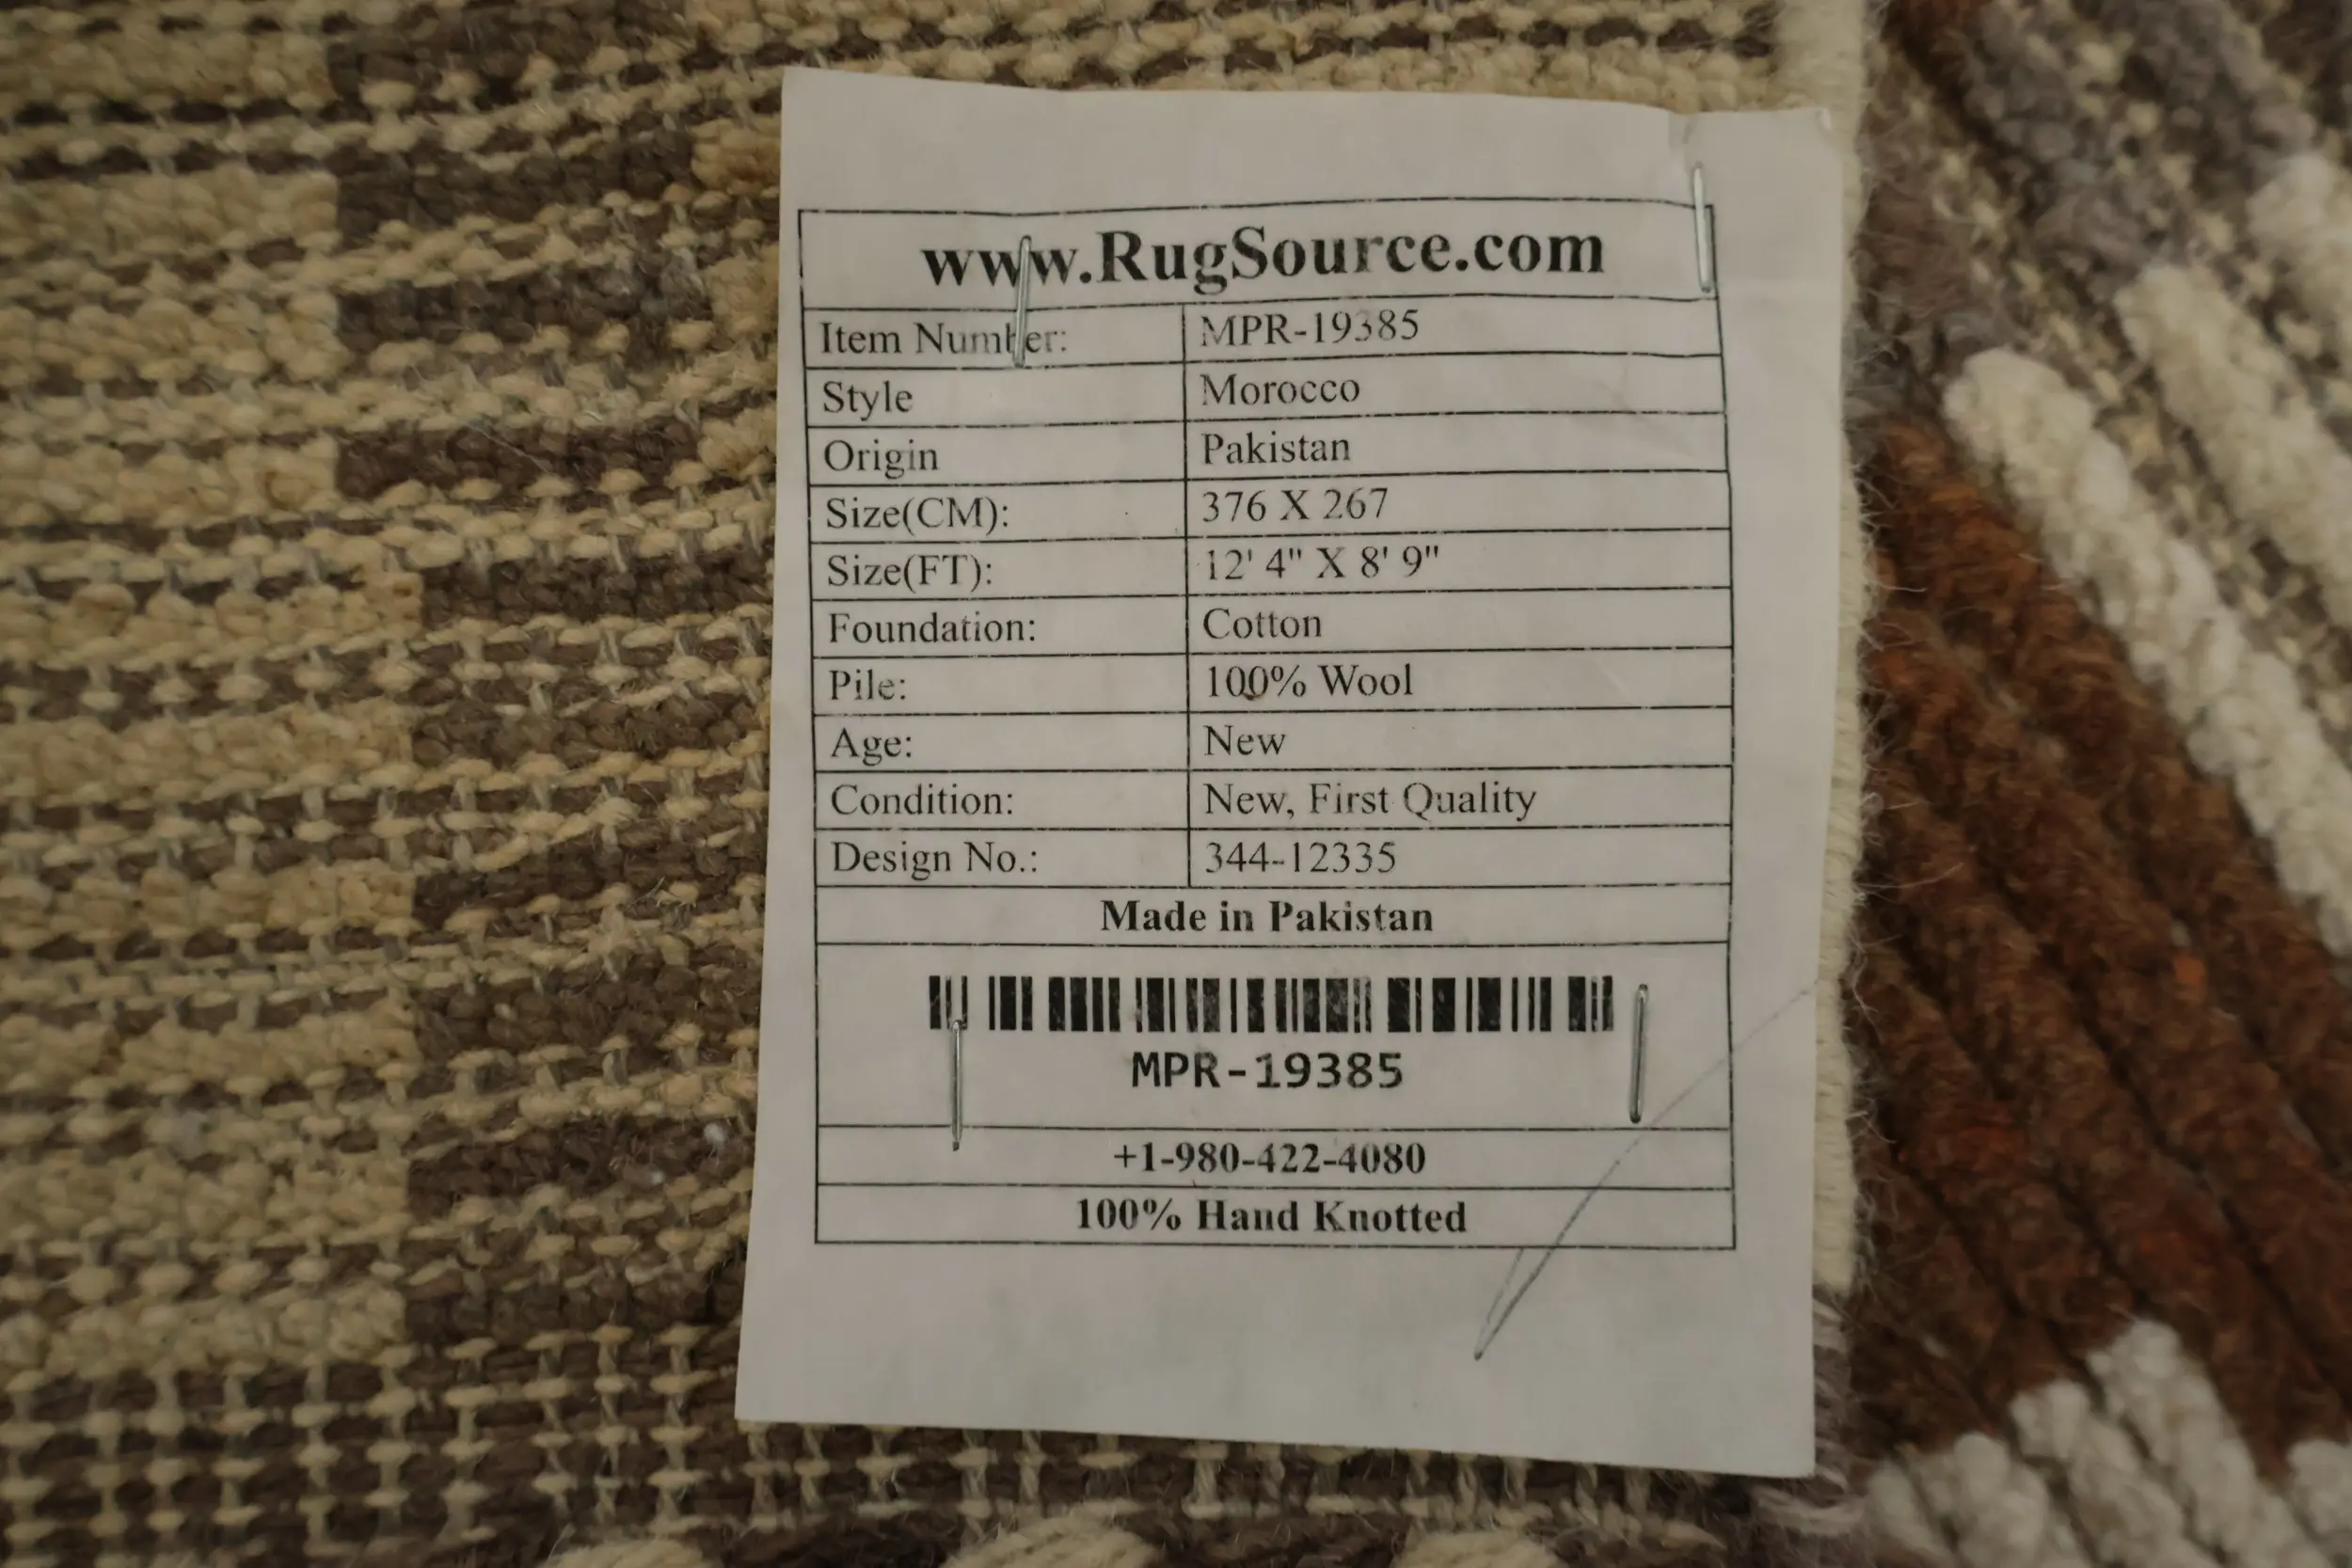 www.RugSource.com
Item Number: MPR-19385
Style Morocco
Origin Pakistan
Size(CM): 376 X 267
Size(FT): 12' 4" X 8' 9"
Foundation: Cotton
Pile: 100% Wool
Age: New
Condition: New, First Quality
Design No.: 344-12335
Made in Pakistan
MPR-19385
+1-980-422-4080
100% Hand Knotted